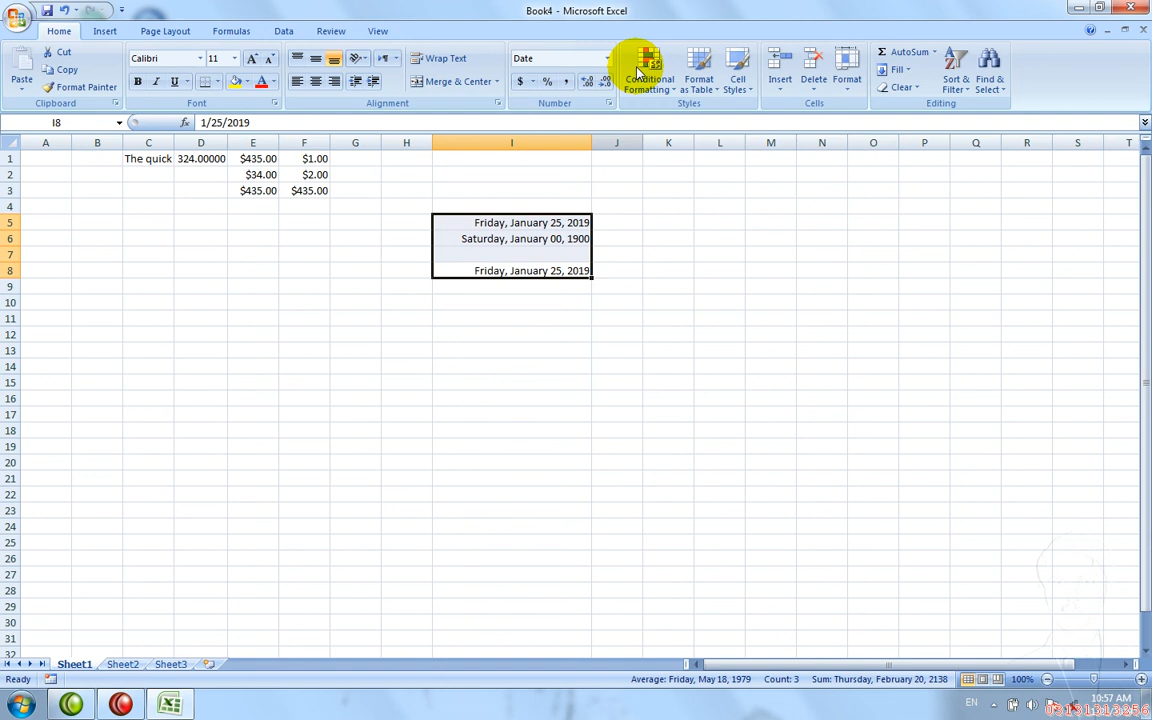 Book4 - Microsoft Excel
Home Insert Page Layout Formulas Data Review View
Paste Cut Copy Format Painter Clipboard
Calibri 11 A A B I U A Font
Wrap Text Merge & Center Alignment
Date $ % , Number
Conditional Formatting Format as Table Cell Styles Styles
Insert Delete Format Cells
Σ AutoSum Fill Clear Sort & Filter Find & Select Editing
I8 fx 1/25/2019
A B C D E F G H I J K L M N O P Q R S T
1 The quick 324.00000 $435.00 $1.00
2 $34.00 $2.00
3 $435.00 $435.00
4
5 Friday, January 25, 2019
6 Saturday, January 00, 1900
7
8 Friday, January 25, 2019
9
10
11
12
13
14
15
16
17
18
19
20
21
22
23
24
25
26
27
28
29
30
31
32
Sheet1 Sheet2 Sheet3
Ready Average: Friday, May 18, 1979 Count: 3 Sum: Thursday, February 20, 2138 100%
EN 10:57 AM
03131313356